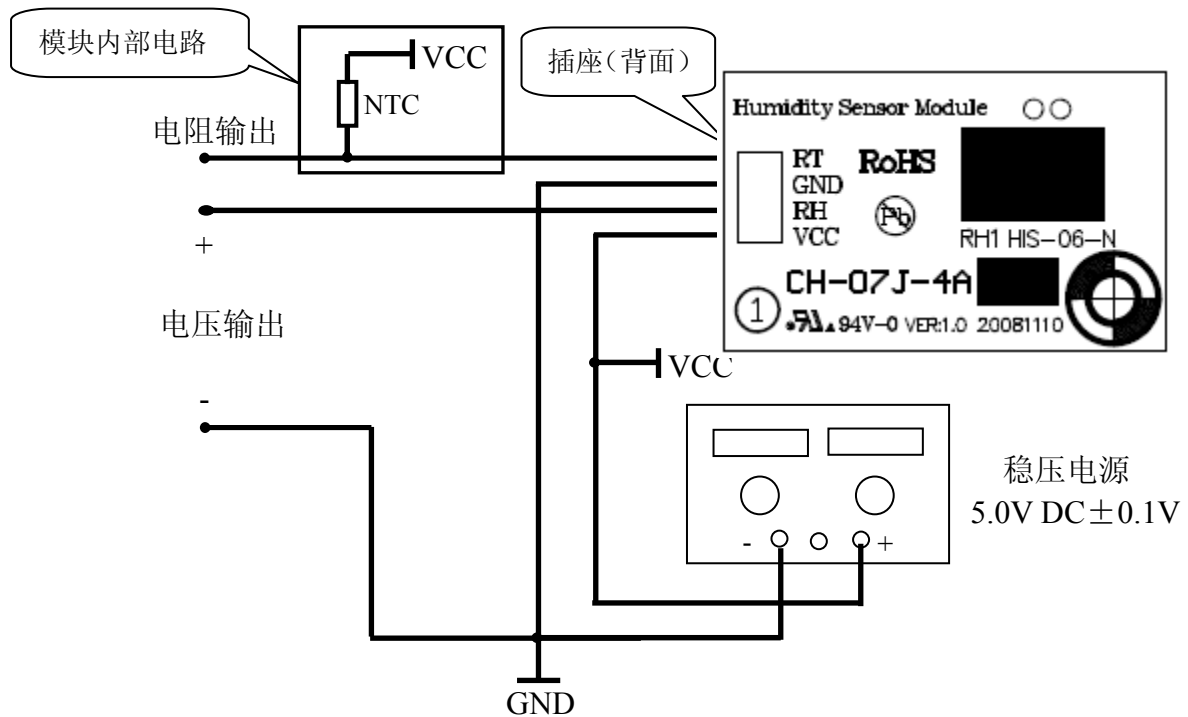 模块内部电路
VCC
NTC
插座（背面）
电阻输出
+
电压输出
-
Humidity Sensor Module
RT
GND
RH
VCC
RoHS
Pb
RH1 HIS-06-N
CH-07J-4A
1
94V-0 VER:1.0 20081110
VCC
稳压电源
5.0V DC±0.1V
- +
GND